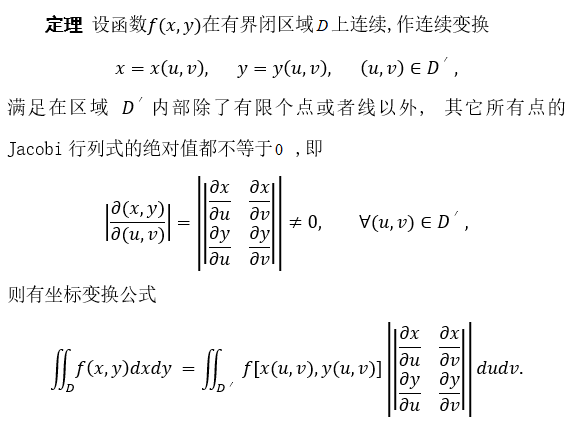 定理 设函数f(x, y)在有界闭区域D上连续,作连续变换
x = x(u, v), y = y(u, v), (u, v) ∈ D′,
满足在区域 D′ 内部除了有限个点或者线以外, 其它所有点的
Jacobi 行列式的绝对值都不等于0 ,即
|∂(x, y)/∂(u, v)| = ||∂x/∂u ∂x/∂v; ∂y/∂u ∂y/∂v|| ≠ 0, ∀(u, v) ∈ D′,
则有坐标变换公式
∬_D f(x, y)dxdy = ∬_D′ f[x(u, v), y(u, v)] ||∂x/∂u ∂x/∂v; ∂y/∂u ∂y/∂v|| dudv.